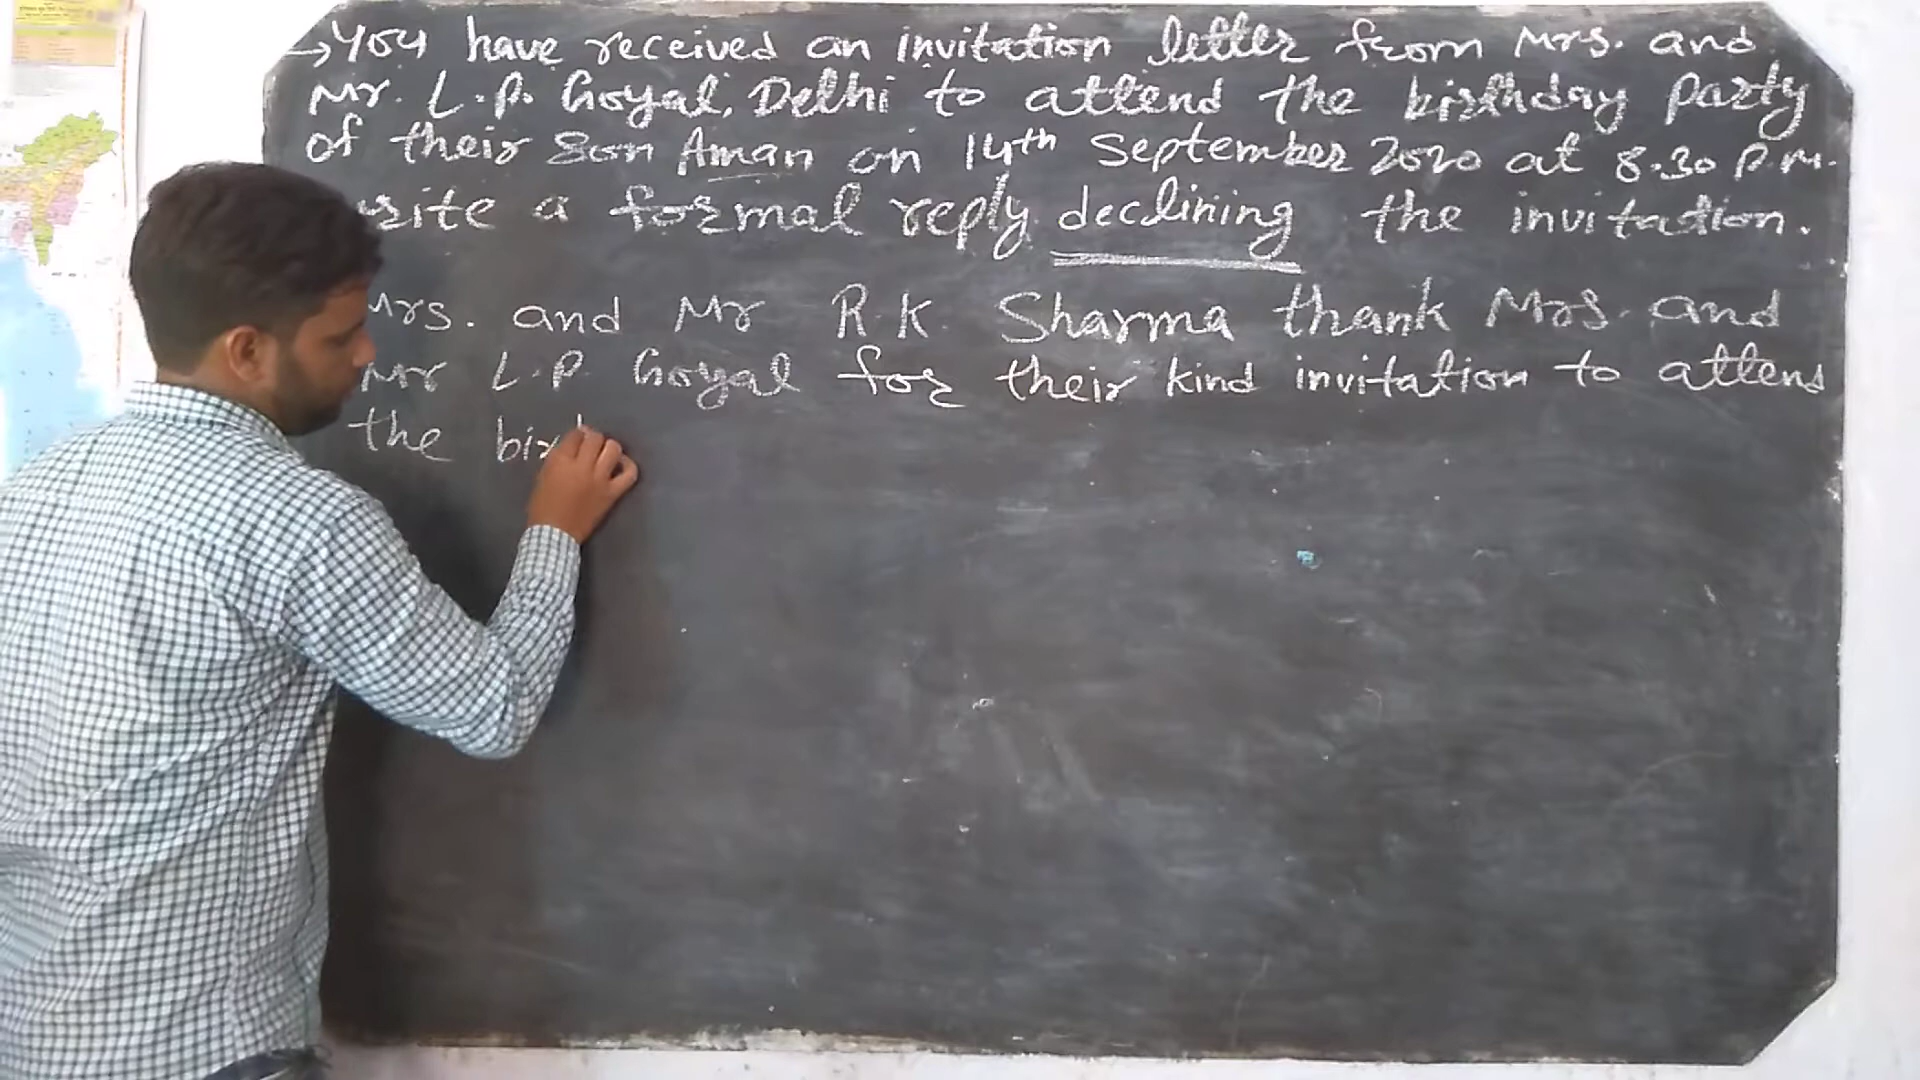 →You have received an invitation letter from Mrs. and
Mr. L.P. Goyal, Delhi to attend the birthday party
of their son Aman on 14th September 2020 at 8.30 P.M.
write a formal reply declining the invitation.
Mrs. and Mr R.K. Sharma thank Mrs. and
Mr L.P. Goyal for their kind invitation to attend
the birt